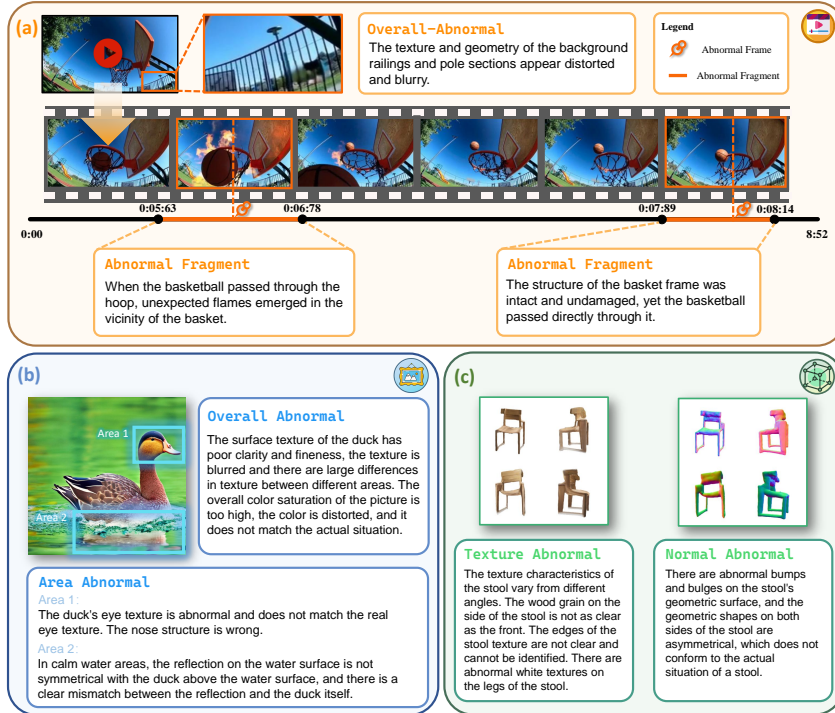 (a)
Overall-Abnormal
The texture and geometry of the background
railings and pole sections appear distorted
and blurry.
Legend
Abnormal Frame
Abnormal Fragment
0:05:63
0:06:78
0:07:89
0:08:14
0:00
8:52
Abnormal Fragment
When the basketball passed through the
hoop, unexpected flames emerged in the
vicinity of the basket.
Abnormal Fragment
The structure of the basket frame was
intact and undamaged, yet the basketball
passed directly through it.
(b)
Area 1
Area 2
Overall Abnormal
The surface texture of the duck has
poor clarity and fineness, the texture is
blurred and there are large differences
in texture between different areas. The
overall color saturation of the picture is
too high, the color is distorted, and it
does not match the actual situation.
Area Abnormal
Area 1:
The duck's eye texture is abnormal and does not match the real
eye texture. The nose structure is wrong.
Area 2:
In calm water areas, the reflection on the water surface is not
symmetrical with the duck above the water surface, and there is a
clear mismatch between the reflection and the duck itself.
(c)
Texture Abnormal
The texture characteristics of
the stool vary from different
angles. The wood grain on the
side of the stool is not as clear
as the front. The edges of the
stool texture are not clear and
cannot be identified. There are
abnormal white textures on
the legs of the stool.
Normal Abnormal
There are abnormal bumps
and bulges on the stool's
geometric surface, and the
geometric shapes on both
sides of the stool are
asymmetrical, which does not
conform to the actual
situation of a stool.